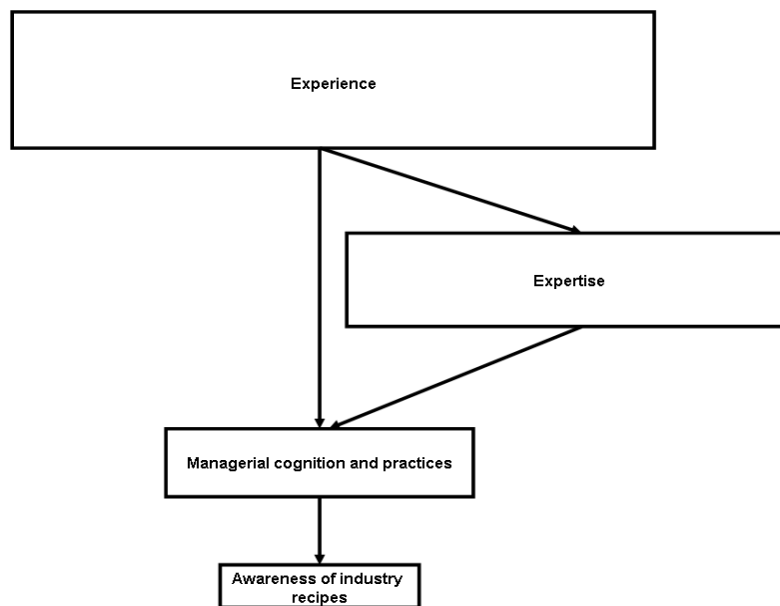 Experience
Expertise
Managerial cognition and practices
Awareness of industry
recipes